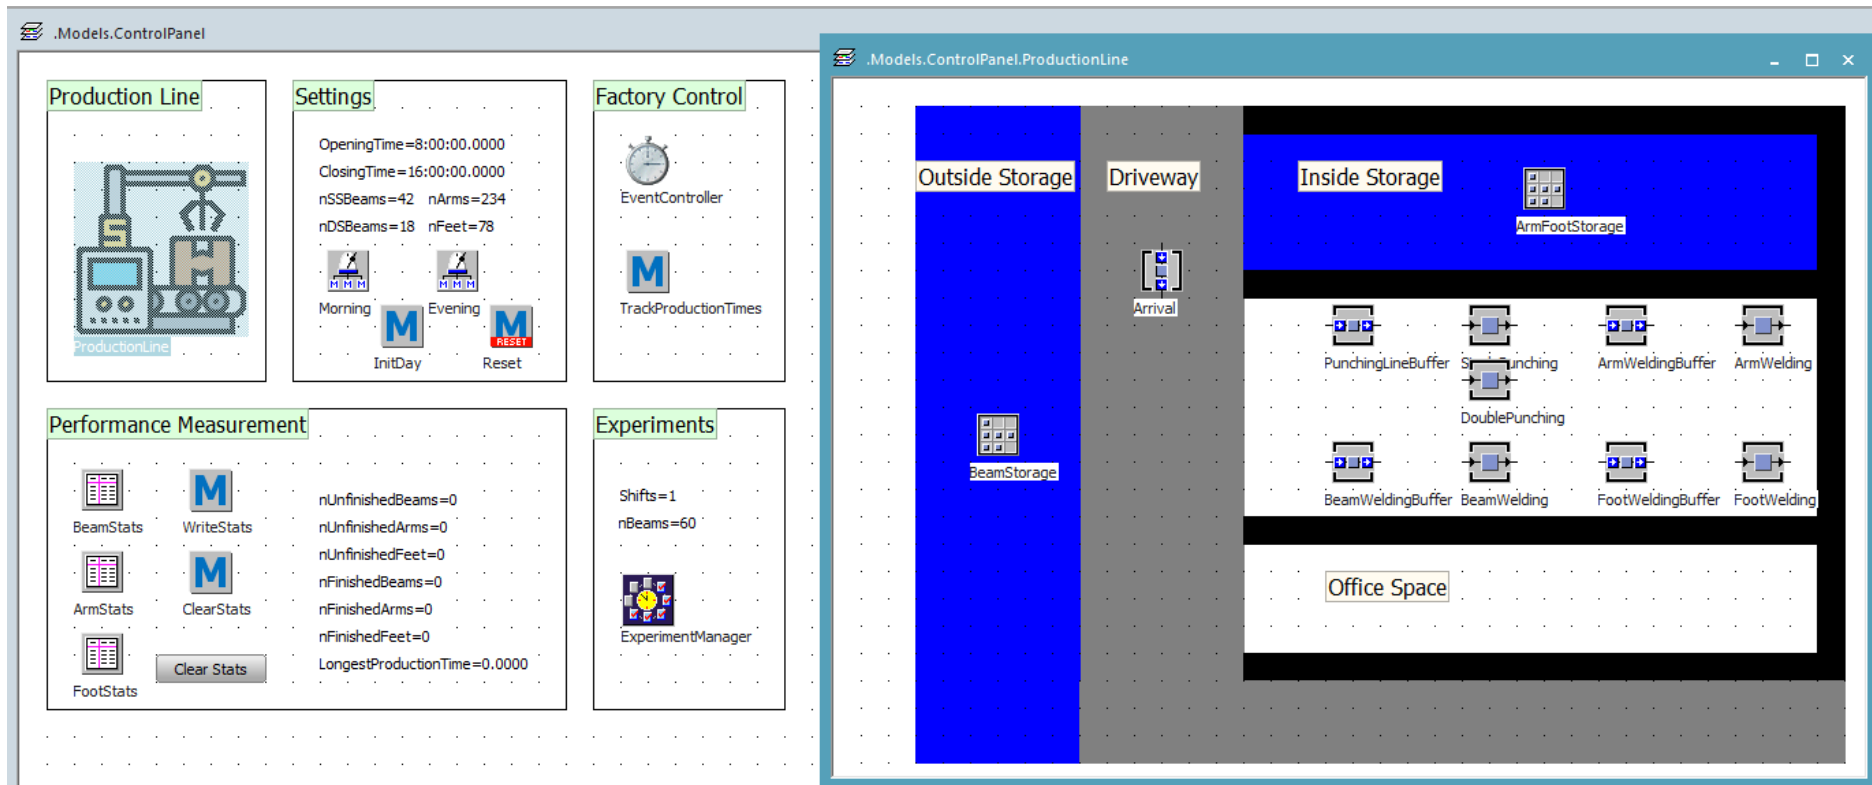 .Models.ControlPanel
Production Line
ProductionLine
Settings
OpeningTime=8:00:00.0000
ClosingTime=16:00:00.0000
nSSBeams=42 nArms=234
nDSBeams=18 nFeet=78
M M M
M M M
Morning
Evening
M
M
RESET
InitDay
Reset
Factory Control
EventController
M
TrackProductionTimes
Performance Measurement
BeamStats
M
WriteStats
ArmStats
M
ClearStats
FootStats
Clear Stats
nUnfinishedBeams=0
nUnfinishedArms=0
nUnfinishedFeet=0
nFinishedBeams=0
nFinishedArms=0
nFinishedFeet=0
LongestProductionTime=0.0000
Experiments
Shifts=1
nBeams=60
ExperimentManager
.Models.ControlPanel.ProductionLine
Outside Storage
Driveway
Inside Storage
ArmFootStorage
Arrival
BeamStorage
PunchingLineBuffer
ArmWeldingBuffer
ArmWelding
DoublePunching
BeamWeldingBuffer
BeamWelding
FootWeldingBuffer
FootWelding
Office Space